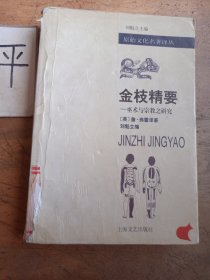 平
刘魁立主编
原始文化名著译丛
金枝精要
—巫术与宗教之研究
[英]詹·弗雷泽著
刘魁立编
JINZHI JINGYAO
上海文艺出版社